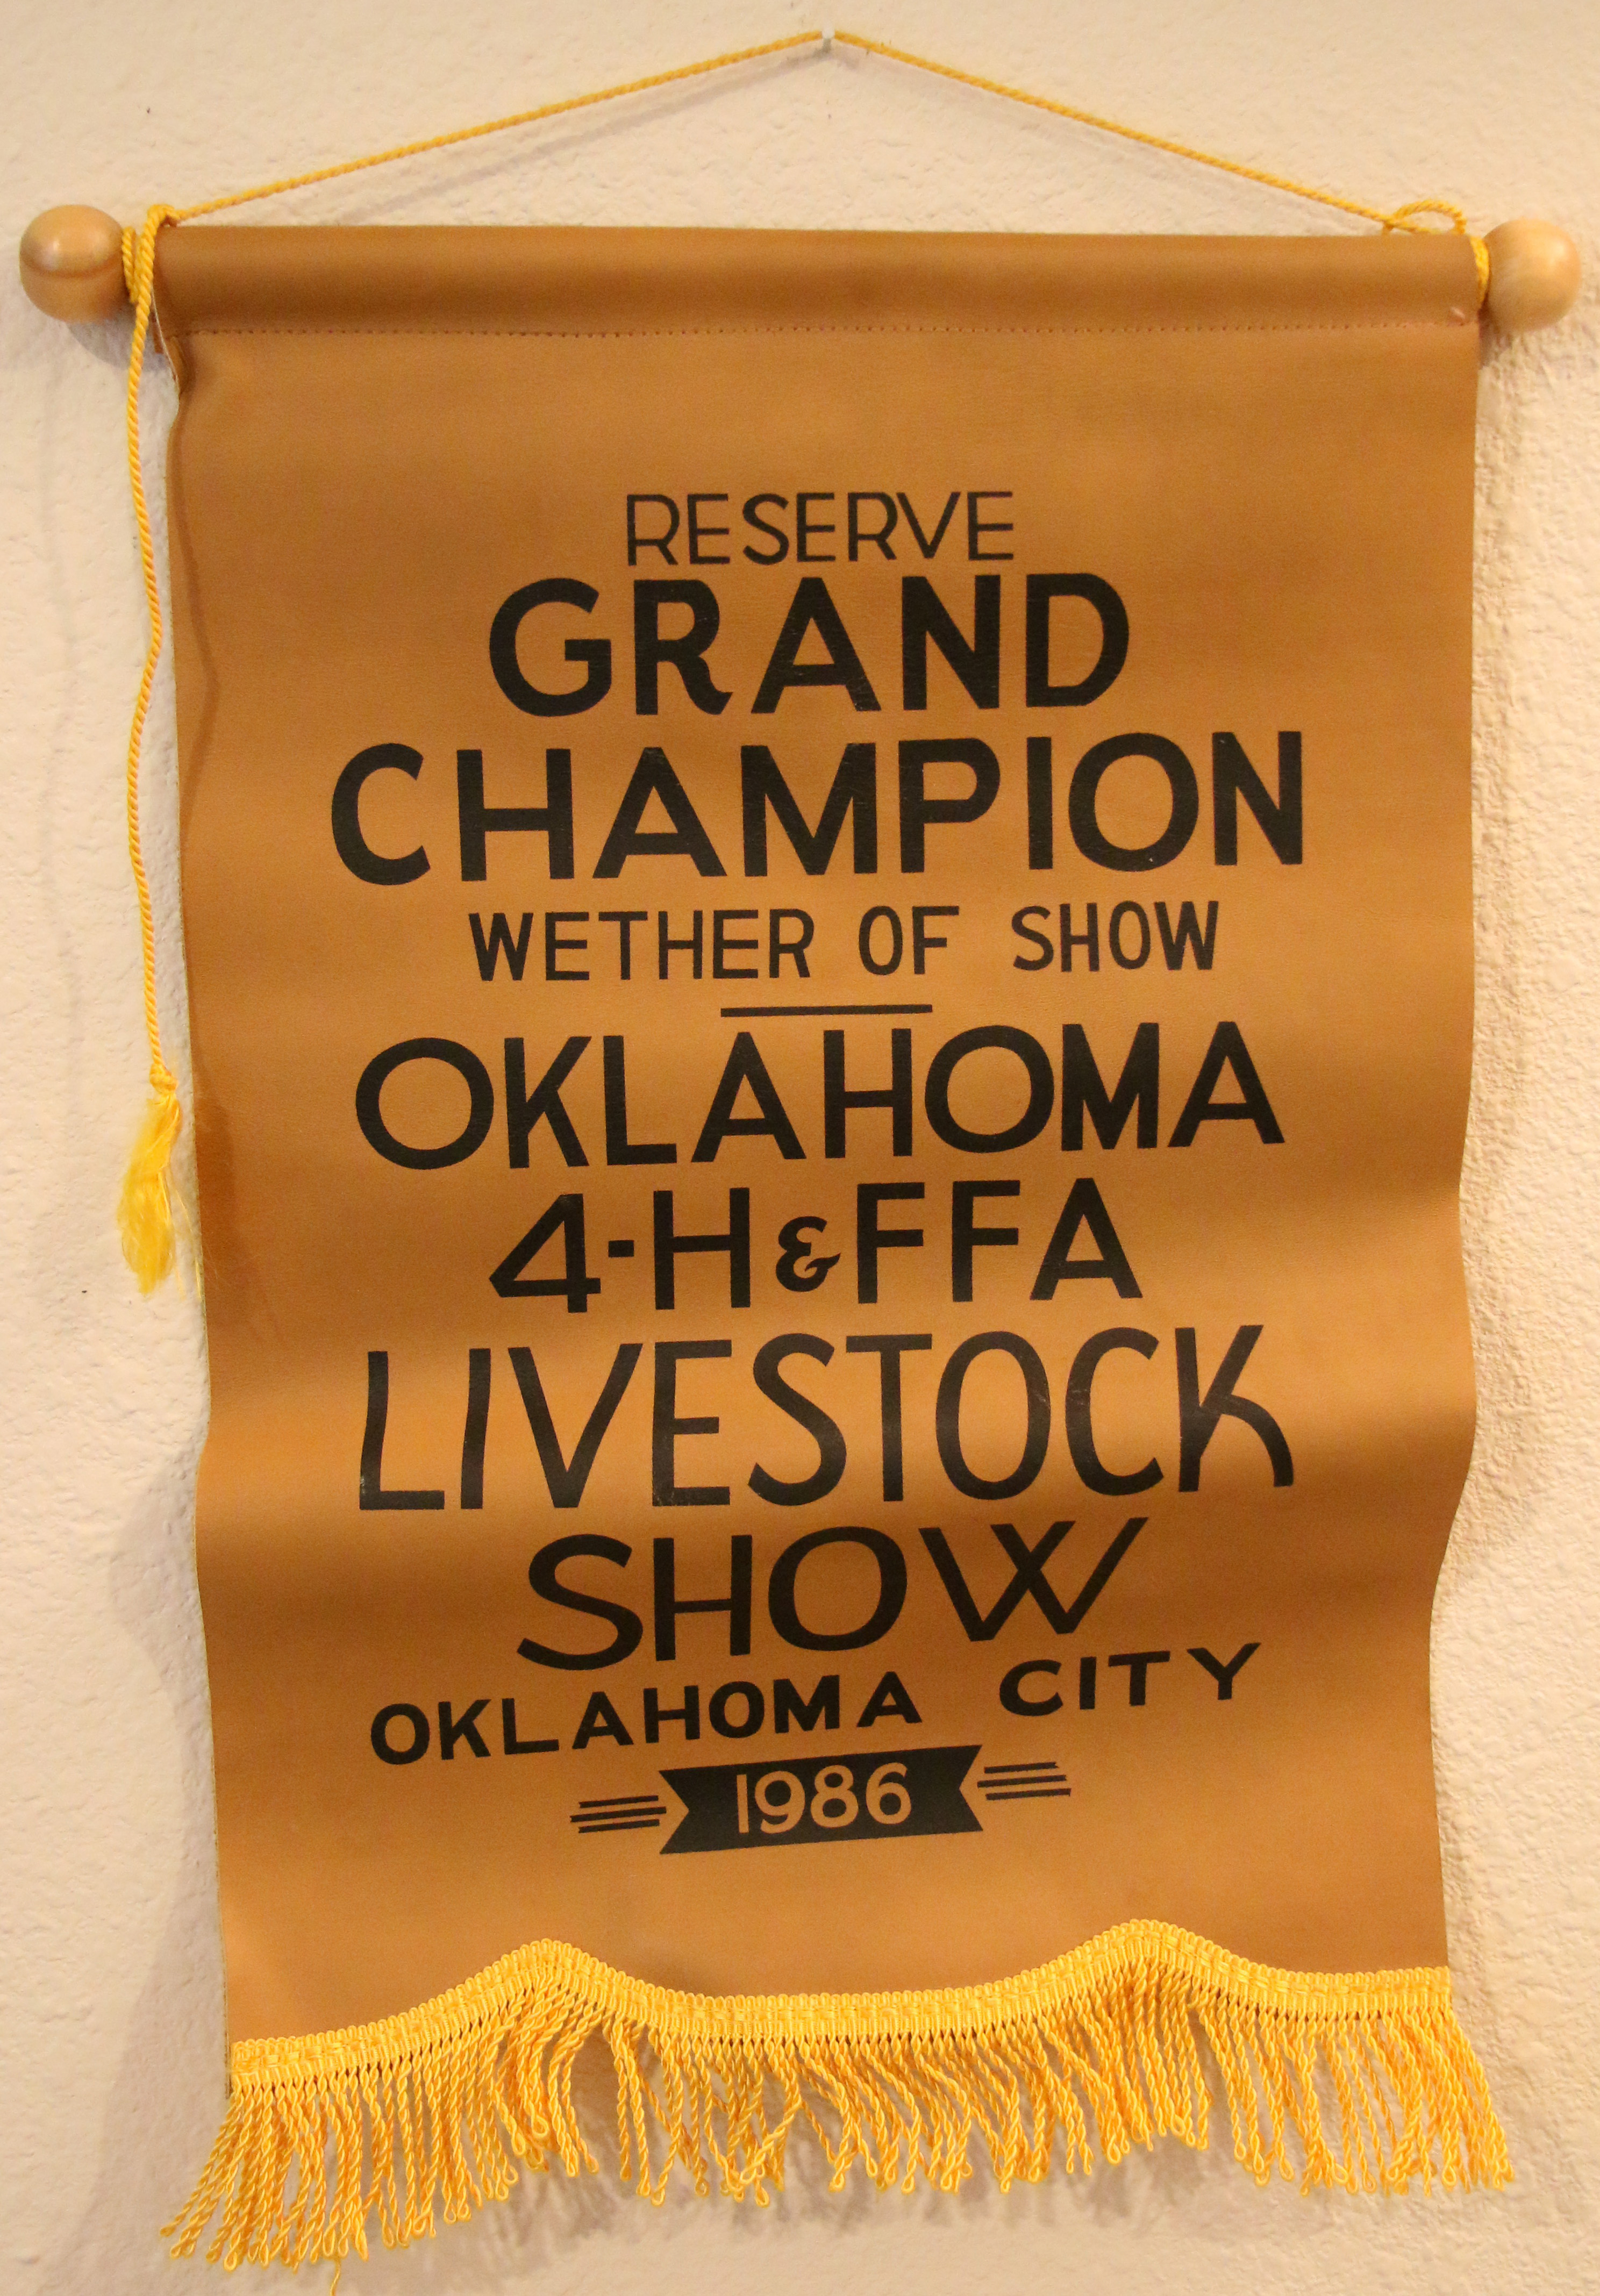 RESERVE
GRAND
CHAMPION
WETHER OF SHOW
OKLAHOMA
4-H & FFA
LIVESTOCK
SHOW
OKLAHOMA CITY
1986